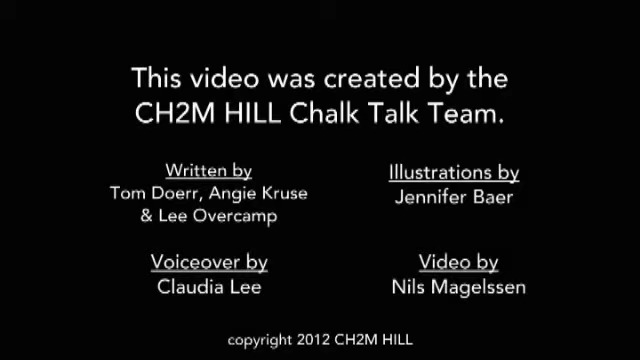 This video was created by the
CH2M HILL Chalk Talk Team.
Written by
Tom Doerr, Angie Kruse
& Lee Overcamp
Illustrations by
Jennifer Baer
Voiceover by
Claudia Lee
Video by
Nils Magelssen
copyright 2012 CH2M HILL